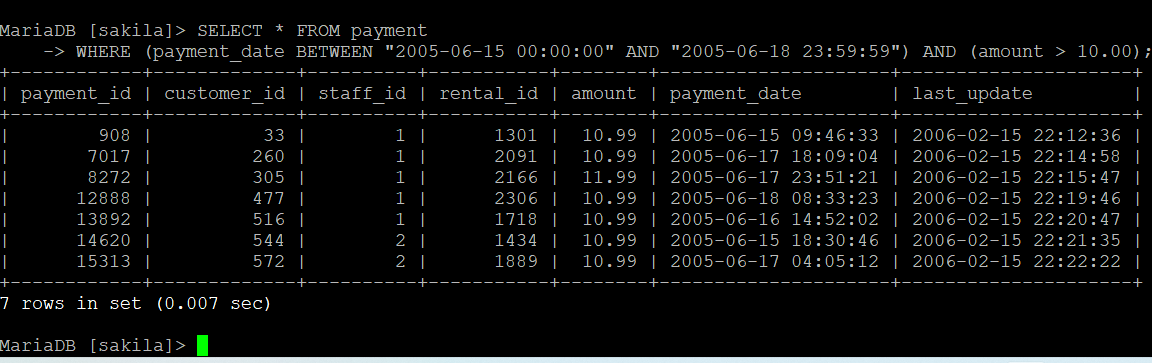 MariaDB [sakila]> SELECT * FROM payment
    -> WHERE (payment_date BETWEEN "2005-06-15 00:00:00" AND "2005-06-18 23:59:59") AND (amount > 10.00);
+------------+-------------+----------+-----------+--------+---------------------+---------------------+
| payment_id | customer_id | staff_id | rental_id | amount | payment_date        | last_update         |
+------------+-------------+----------+-----------+--------+---------------------+---------------------+
|        908 |          33 |        1 |      1301 |  10.99 | 2005-06-15 09:46:33 | 2006-02-15 22:12:36 |
|       7017 |         260 |        1 |      2091 |  10.99 | 2005-06-17 18:09:04 | 2006-02-15 22:14:58 |
|       8272 |         305 |        1 |      2166 |  11.99 | 2005-06-17 23:51:21 | 2006-02-15 22:15:47 |
|      12888 |         477 |        1 |      2306 |  10.99 | 2005-06-18 08:33:23 | 2006-02-15 22:19:46 |
|      13892 |         516 |        1 |      1718 |  10.99 | 2005-06-16 14:52:02 | 2006-02-15 22:20:47 |
|      14620 |         544 |        2 |      1434 |  10.99 | 2005-06-15 18:30:46 | 2006-02-15 22:21:35 |
|      15313 |         572 |        2 |      1889 |  10.99 | 2005-06-17 04:05:12 | 2006-02-15 22:22:22 |
+------------+-------------+----------+-----------+--------+---------------------+---------------------+
7 rows in set (0.007 sec)
MariaDB [sakila]>